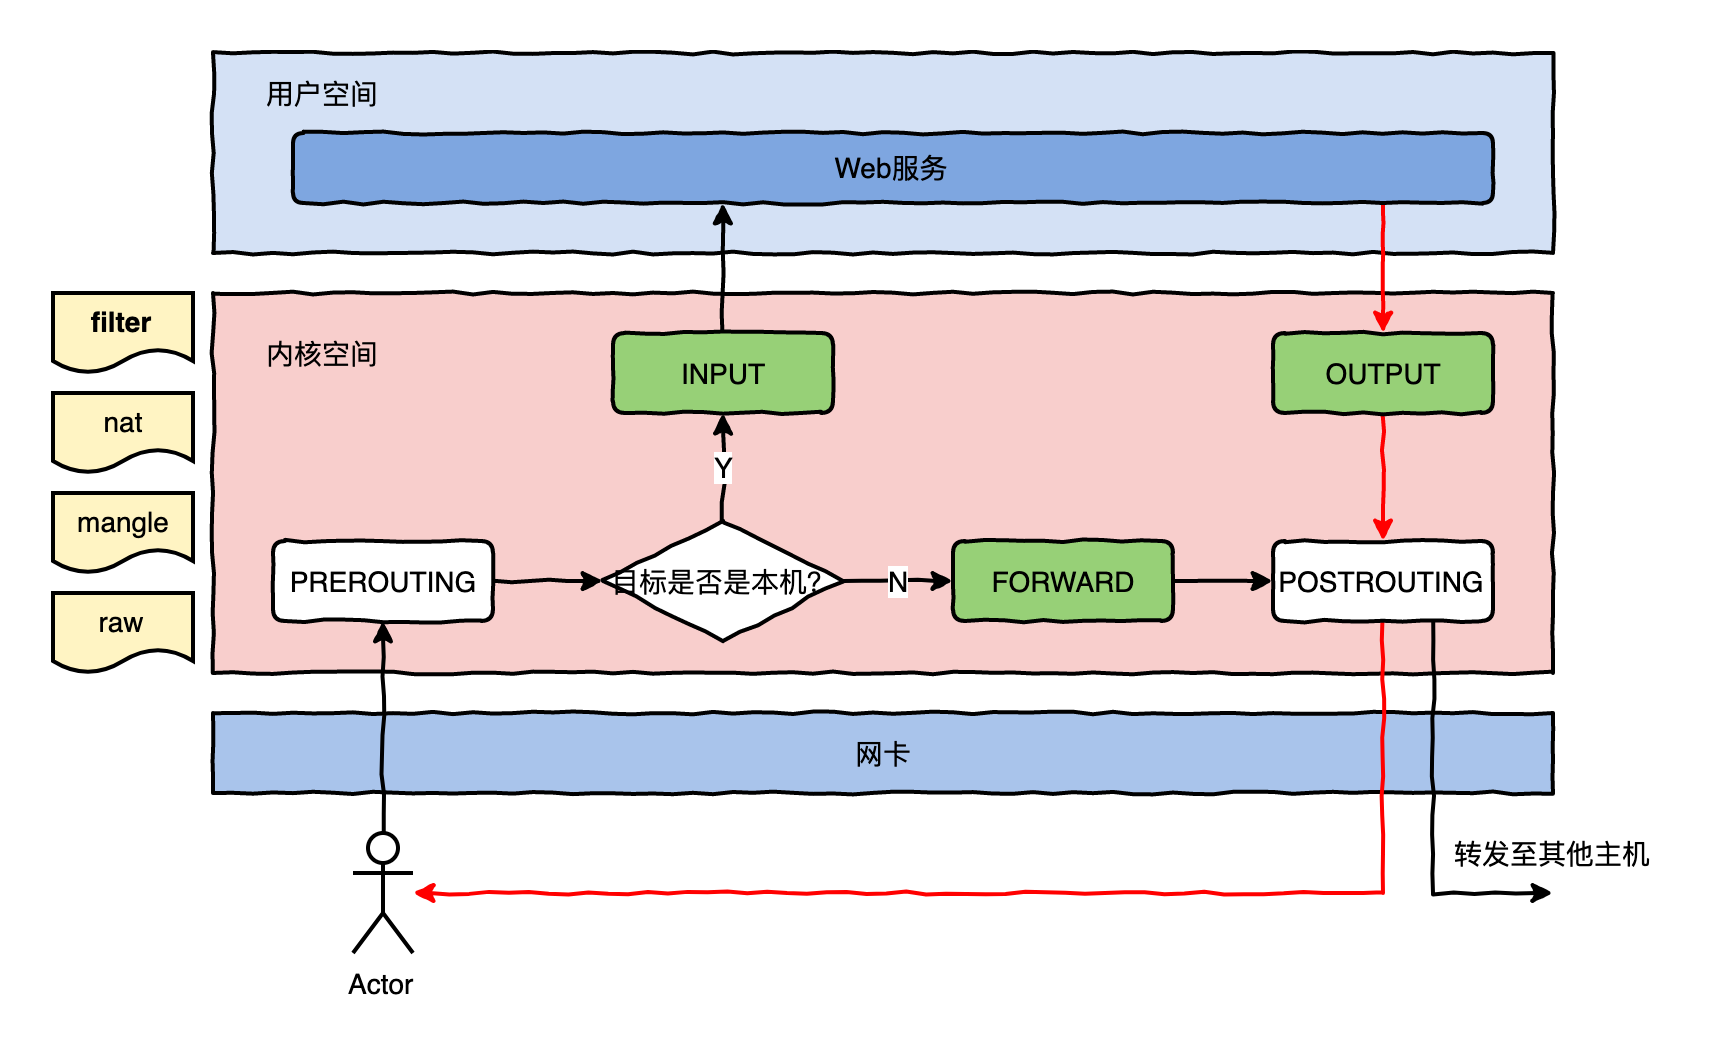 用户空间
Web服务
filter
nat
mangle
raw
内核空间
INPUT
OUTPUT
Y
PREROUTING
目标是否是本机?
N
FORWARD
POSTROUTING
网卡
转发至其他主机
Actor